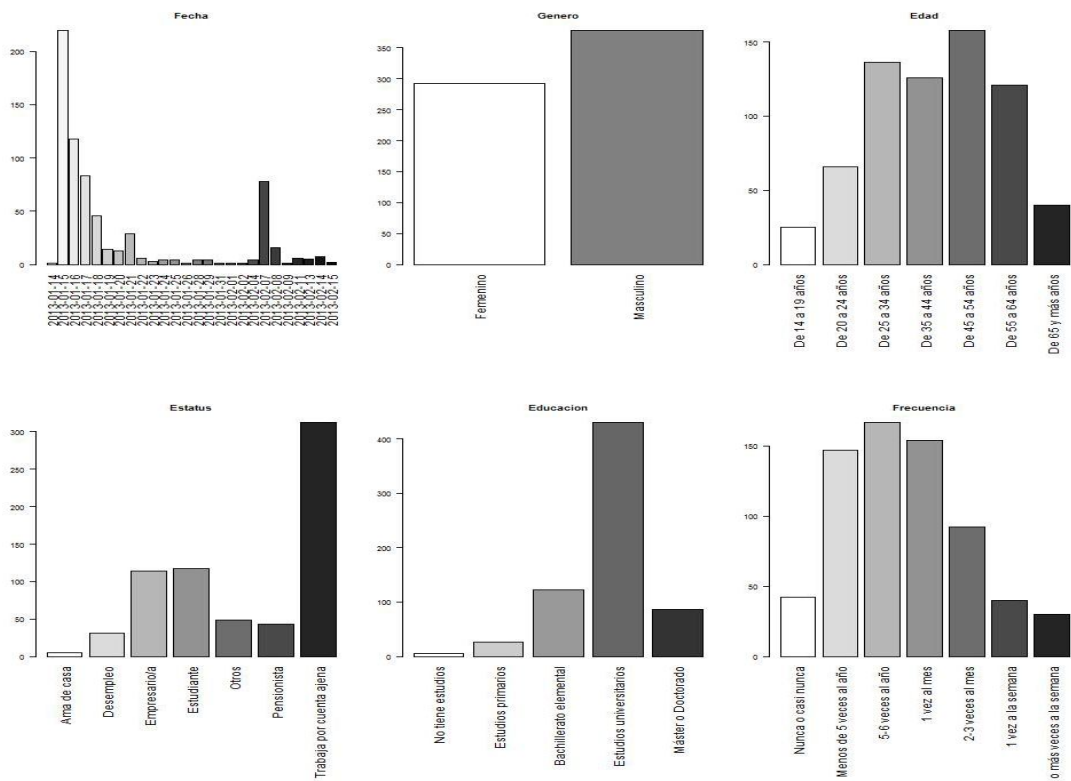 Fecha
200
150
100
50
0
2013-01-14
2013-01-15
2013-01-16
2013-01-17
2013-01-18
2013-01-19
2013-01-20
2013-01-21
2013-01-22
2013-01-23
2013-01-24
2013-01-25
2013-01-26
2013-01-28
2013-01-29
2013-01-31
2013-02-01
2013-02-02
2013-02-04
2013-02-07
2013-02-08
2013-02-09
2013-02-11
2013-02-13
2013-02-14
2013-02-15
Genero
350
300
250
200
150
100
50
0
Femenino
Masculino
Edad
150
100
50
0
De 14 a 19 años
De 20 a 24 años
De 25 a 34 años
De 35 a 44 años
De 45 a 54 años
De 55 a 64 años
De 65 y más años
Estatus
300
250
200
150
100
50
0
Ama de casa
Desempleo
Empresario/a
Estudiante
Otros
Pensionista
Trabaja por cuenta ajena
Educacion
400
300
200
100
0
No tiene estudios
Estudios primarios
Bachillerato elemental
Estudios universitarios
Máster o Doctorado
Frecuencia
150
100
50
0
Nunca o casi nunca
Menos de 5 veces al año
5-6 veces al año
1 vez al mes
2-3 veces al mes
1 vez a la semana
o más veces a la semana